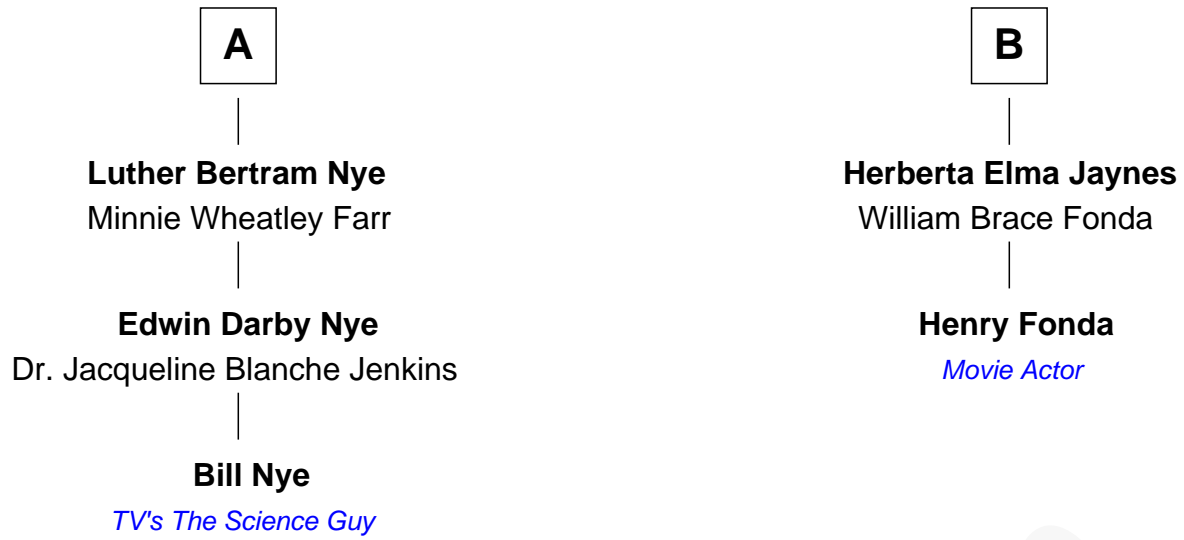 A
Luther Bertram Nye
Minnie Wheatley Farr
Edwin Darby Nye
Dr. Jacqueline Blanche Jenkins
Bill Nye
TV's The Science Guy
B
Herberta Elma Jaynes
William Brace Fonda
Henry Fonda
Movie Actor